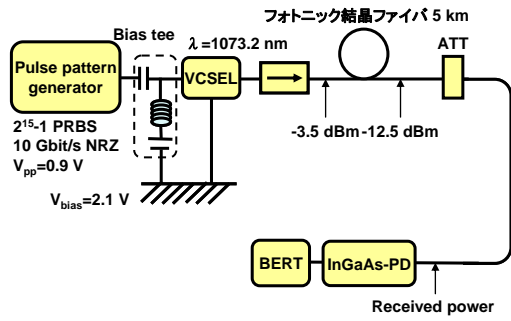 フォトニック結晶ファイバ 5 km
Bias tee
λ=1073.2 nm
ATT
Pulse pattern
generator
VCSEL
-3.5 dBm
-12.5 dBm
2¹⁵-1 PRBS
10 Gbit/s NRZ
Vpp=0.9 V
Vbias=2.1 V
BERT
InGaAs-PD
Received power